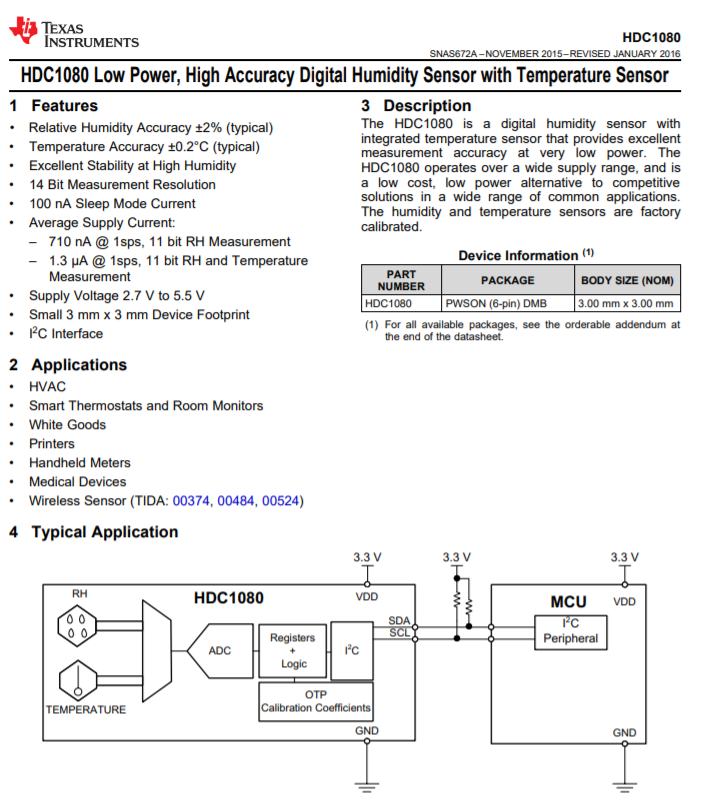 TEXAS
INSTRUMENTS
HDC1080
SNAS672A –NOVEMBER 2015–REVISED JANUARY 2016
HDC1080 Low Power, High Accuracy Digital Humidity Sensor with Temperature Sensor
1 Features
• Relative Humidity Accuracy ±2% (typical)
• Temperature Accuracy ±0.2°C (typical)
• Excellent Stability at High Humidity
• 14 Bit Measurement Resolution
• 100 nA Sleep Mode Current
• Average Supply Current:
– 710 nA @ 1sps, 11 bit RH Measurement
– 1.3 µA @ 1sps, 11 bit RH and Temperature
Measurement
• Supply Voltage 2.7 V to 5.5 V
• Small 3 mm x 3 mm Device Footprint
• I²C Interface
2 Applications
• HVAC
• Smart Thermostats and Room Monitors
• White Goods
• Printers
• Handheld Meters
• Medical Devices
• Wireless Sensor (TIDA: 00374, 00484, 00524)
3 Description
The HDC1080 is a digital humidity sensor with
integrated temperature sensor that provides excellent
measurement accuracy at very low power. The
HDC1080 operates over a wide supply range, and is
a low cost, low power alternative to competitive
solutions in a wide range of common applications.
The humidity and temperature sensors are factory
calibrated.
Device Information (1)
PART
NUMBER
PACKAGE
BODY SIZE (NOM)
HDC1080
PWSON (6-pin) DMB
3.00 mm x 3.00 mm
(1) For all available packages, see the orderable addendum at
the end of the datasheet.
4 Typical Application
3.3 V
3.3 V
3.3 V
RH
HDC1080
VDD
MCU
VDD
SDA
SCL
I²C
Peripheral
ADC
Registers
+
Logic
I²C
OTP
Calibration Coefficients
TEMPERATURE
GND
GND